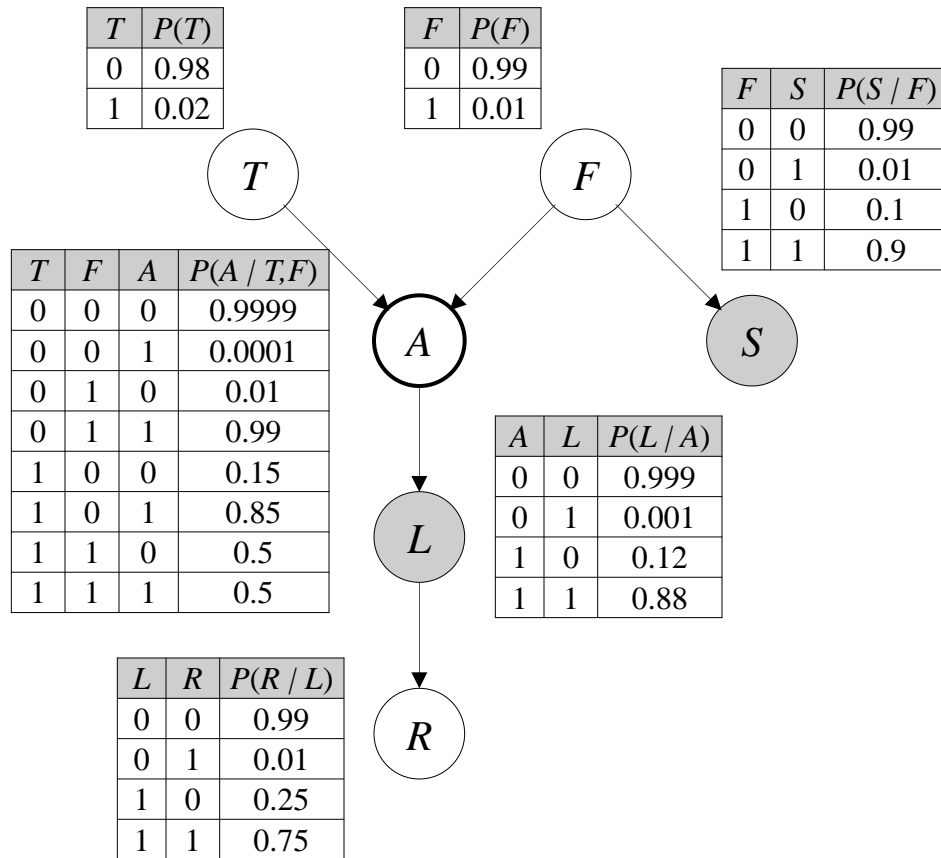 T P(T)
0 0.98
1 0.02
F P(F)
0 0.99
1 0.01
F S P(S / F)
0 0 0.99
0 1 0.01
1 0 0.1
1 1 0.9
T
F
T F A P(A / T,F)
0 0 0 0.9999
0 0 1 0.0001
0 1 0 0.01
0 1 1 0.99
1 0 0 0.15
1 0 1 0.85
1 1 0 0.5
1 1 1 0.5
A
S
A L P(L / A)
0 0 0.999
0 1 0.001
1 0 0.12
1 1 0.88
L
L R P(R / L)
0 0 0.99
0 1 0.01
1 0 0.25
1 1 0.75
R